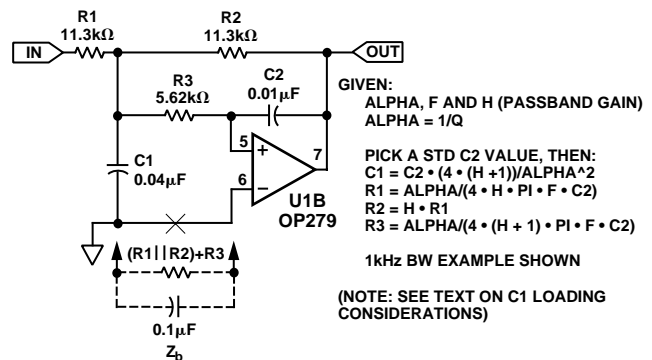 R1
11.3kΩ
R2
11.3kΩ
IN
OUT
R3
5.62kΩ
C2
0.01µF
C1
0.04µF
5
+
6
−
7
U1B
OP279
(R1||R2)+R3
0.1µF
Zb
GIVEN:
ALPHA, F AND H (PASSBAND GAIN)
ALPHA = 1/Q
PICK A STD C2 VALUE, THEN:
C1 = C2 • (4 • (H +1))/ALPHA^2
R1 = ALPHA/(4 • H • PI • F • C2)
R2 = H • R1
R3 = ALPHA/(4 • (H + 1) • PI • F • C2)
1kHz BW EXAMPLE SHOWN
(NOTE: SEE TEXT ON C1 LOADING
CONSIDERATIONS)